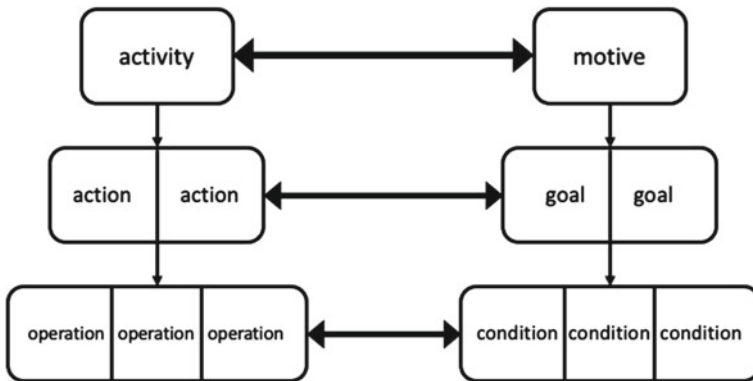 activity motive
action action goal goal
operation operation operation condition condition condition